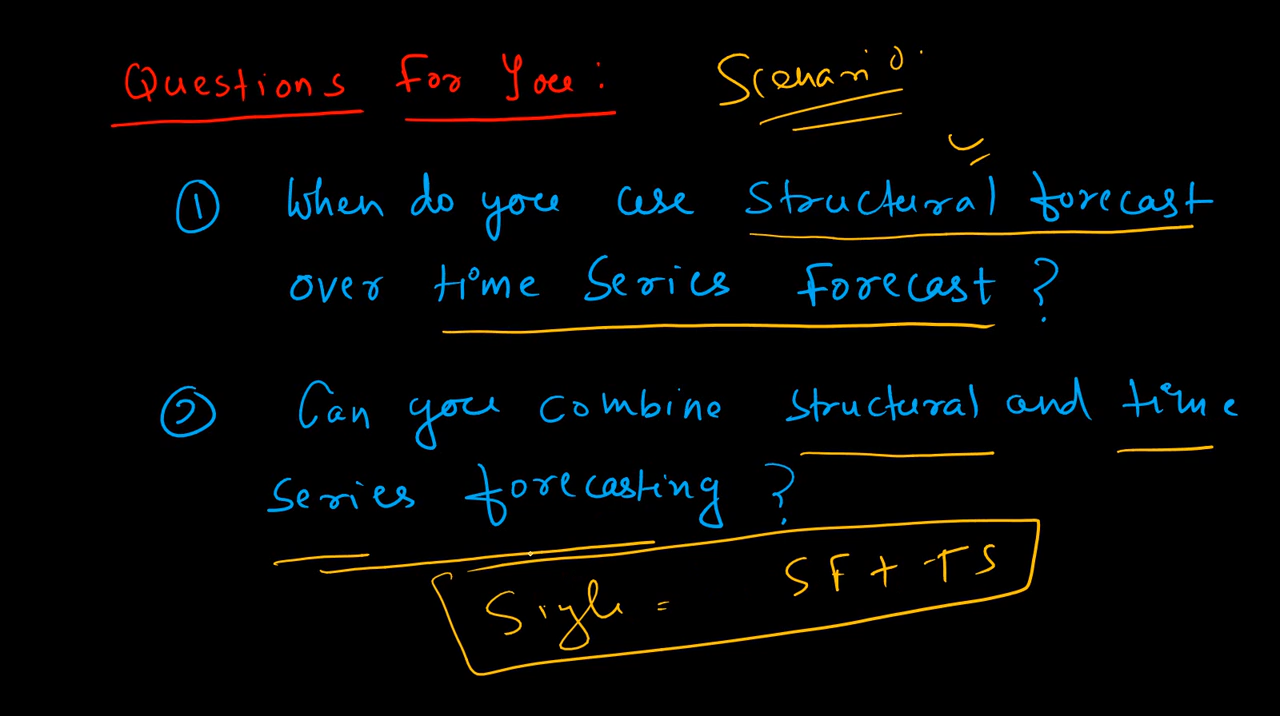 Questions For You: Scenario
① When do you use structural forecast
over time series Forecast ?
② Can you combine structural and time
series forecasting ?
= SF + TS